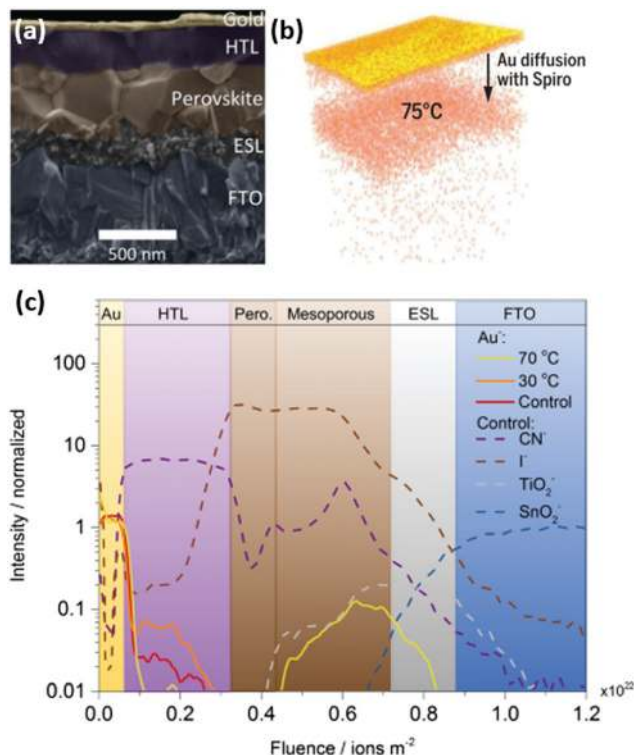 (a)
Gold
HTL
Perovskite
ESL
FTO
500 nm
(b)
Au diffusion
with Spiro
75°C
(c)
Au
HTL
Pero.
Mesoporous
ESL
FTO
Au⁻:
70 °C
30 °C
Control
Control:
CN⁻
I⁻
TiO₂⁻
SnO₂⁻
Intensity / normalized
100
10
1
0.1
0.01
0.0 0.2 0.4 0.6 0.8 1.0 1.2
x10²²
Fluence / ions m⁻²